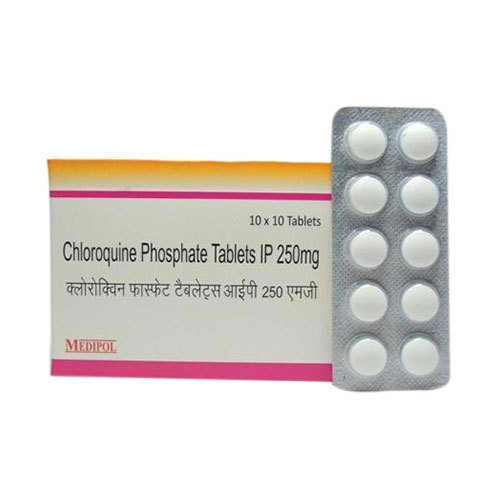 10 x 10 Tablets
Chloroquine Phosphate Tablets IP 250mg
क्लोरोक्विन फास्फेट टैबलेट्स आईपी 250 एमजी
MEDIPOL